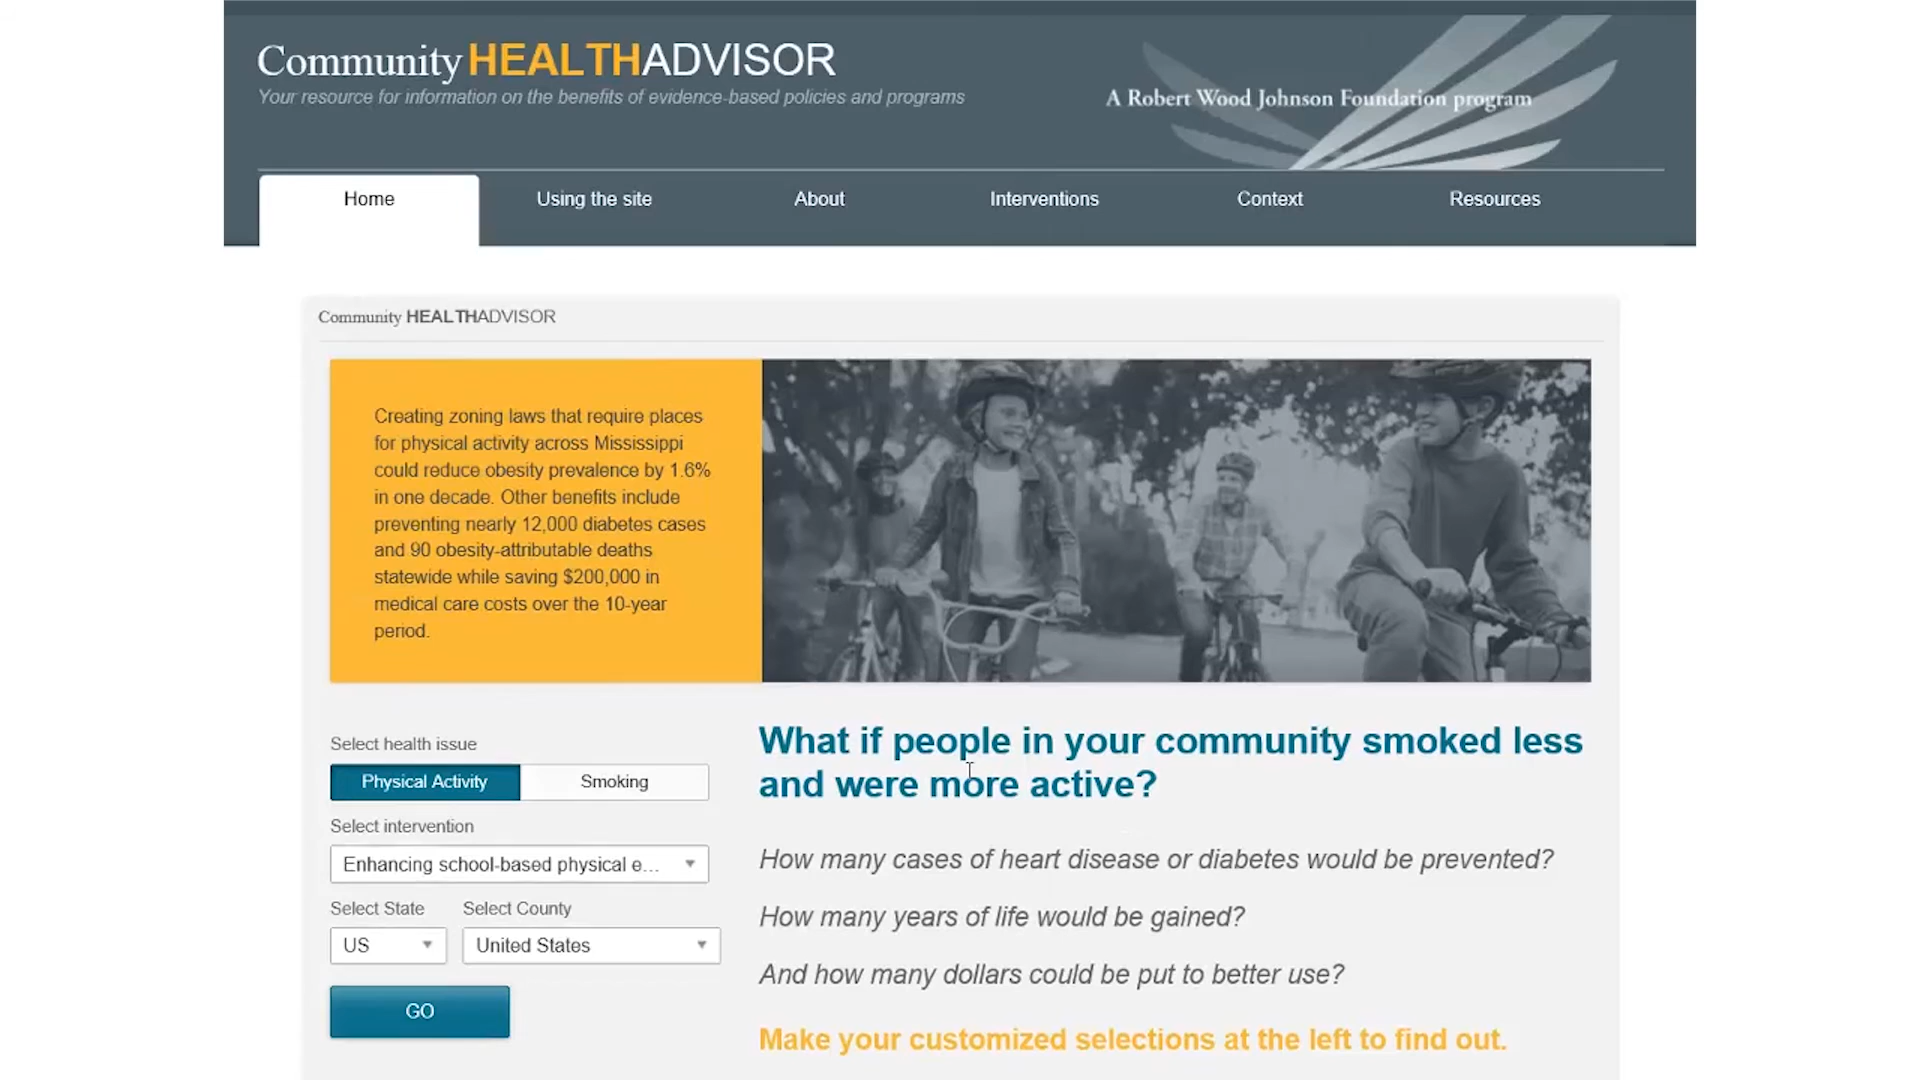 Community HEALTHADVISOR
Your resource for information on the benefits of evidence-based policies and programs
A Robert Wood Johnson Foundation program
Home Using the site About Interventions Context Resources
Community HEALTHADVISOR
Creating zoning laws that require places
for physical activity across Mississippi
could reduce obesity prevalence by 1.6%
in one decade. Other benefits include
preventing nearly 12,000 diabetes cases
and 90 obesity-attributable deaths
statewide while saving $200,000 in
medical care costs over the 10-year
period.
Select health issue
Physical Activity Smoking
Select intervention
Enhancing school-based physical e...
Select State Select County
US United States
GO
What if people in your community smoked less
and were more active?
How many cases of heart disease or diabetes would be prevented?
How many years of life would be gained?
And how many dollars could be put to better use?
Make your customized selections at the left to find out.